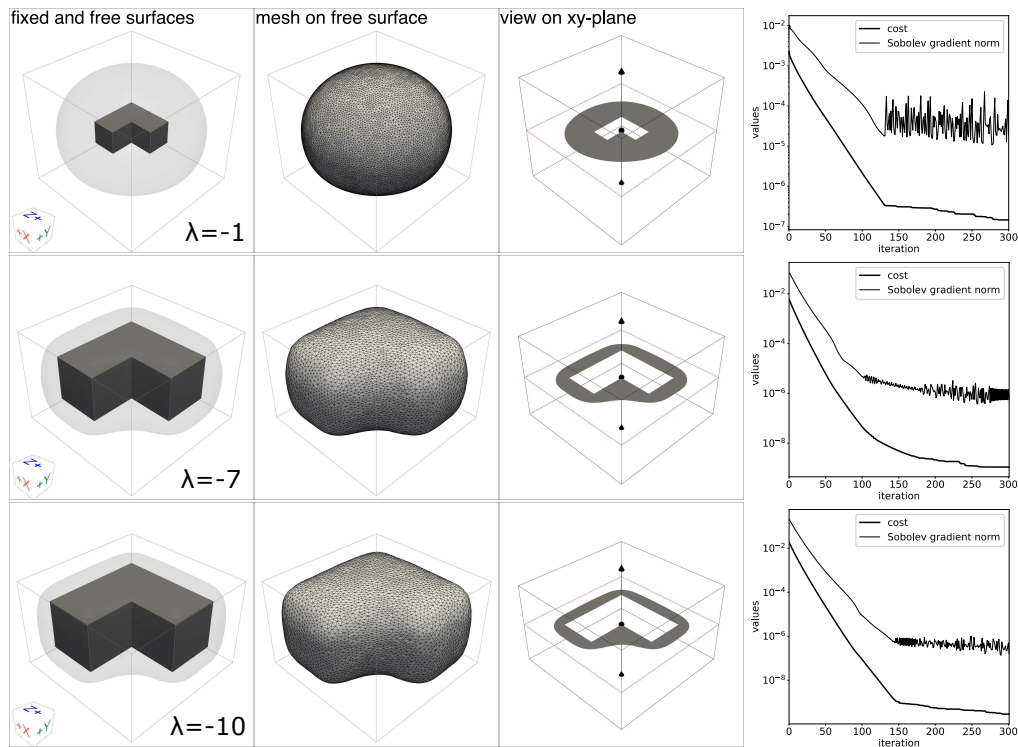 fixed and free surfaces
mesh on free surface
view on xy-plane
λ=-1
10⁻²
10⁻³
10⁻⁴
10⁻⁵
10⁻⁶
10⁻⁷
values
cost
Sobolev gradient norm
0 50 100 150 200 250 300
iteration
λ=-7
10⁻²
10⁻⁴
10⁻⁶
10⁻⁸
values
cost
Sobolev gradient norm
0 50 100 150 200 250 300
iteration
λ=-10
10⁻²
10⁻⁴
10⁻⁶
10⁻⁸
values
cost
Sobolev gradient norm
0 50 100 150 200 250 300
iteration